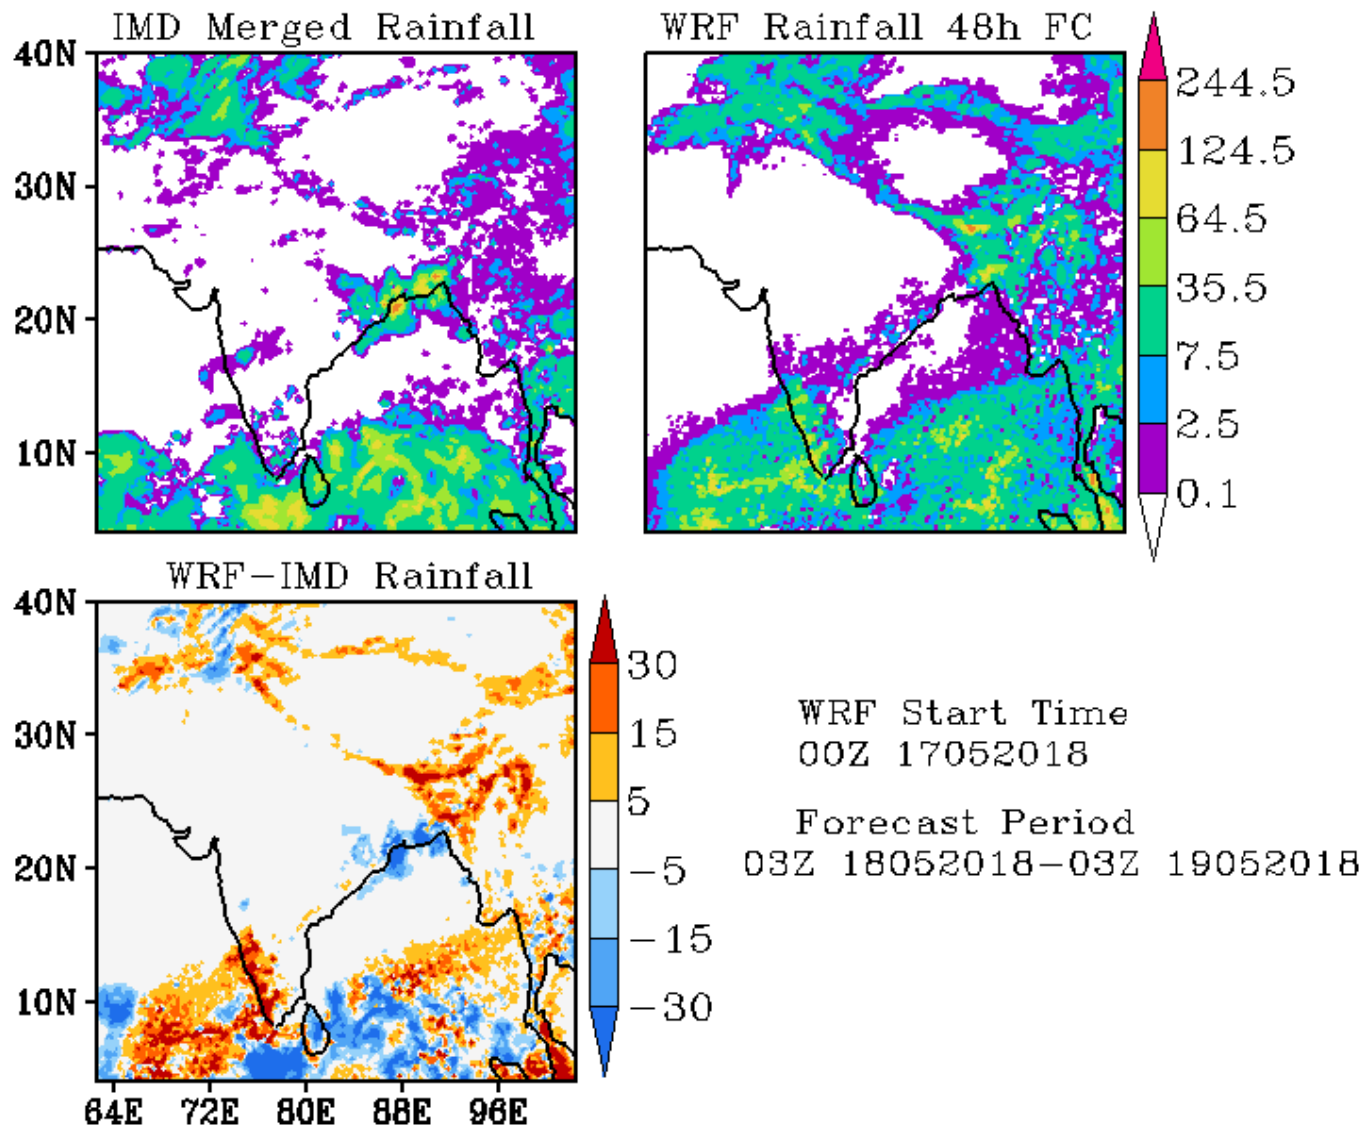 IMD Merged Rainfall
WRF Rainfall 48h FC
40N
30N
20N
10N
244.5
124.5
64.5
35.5
7.5
2.5
0.1
WRF-IMD Rainfall
40N
30N
20N
10N
64E 72E 80E 88E 96E
30
15
5
-5
-15
-30
WRF Start Time
00Z 17052018
Forecast Period
03Z 18052018-03Z 19052018